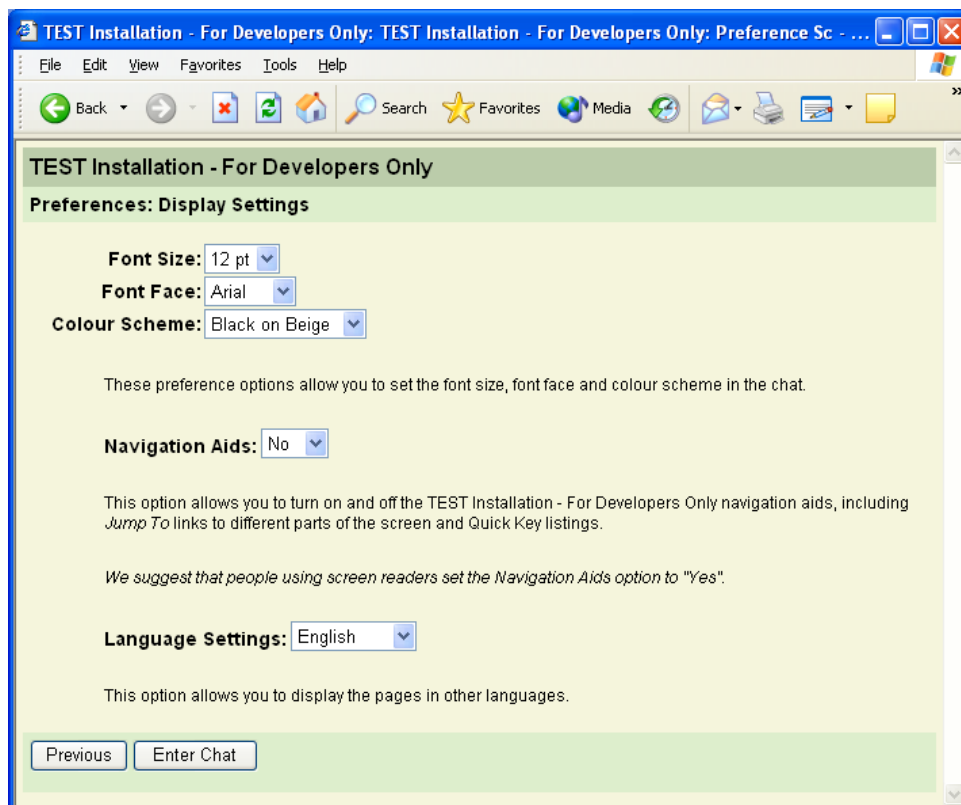 TEST Installation - For Developers Only: TEST Installation - For Developers Only: Preference Sc - ...
File Edit View Favorites Tools Help
Back Search Favorites Media »
TEST Installation - For Developers Only
Preferences: Display Settings
Font Size: 12 pt
Font Face: Arial
Colour Scheme: Black on Beige
These preference options allow you to set the font size, font face and colour scheme in the chat.
Navigation Aids: No
This option allows you to turn on and off the TEST Installation - For Developers Only navigation aids, including
Jump To links to different parts of the screen and Quick Key listings.
We suggest that people using screen readers set the Navigation Aids option to "Yes".
Language Settings: English
This option allows you to display the pages in other languages.
Previous Enter Chat